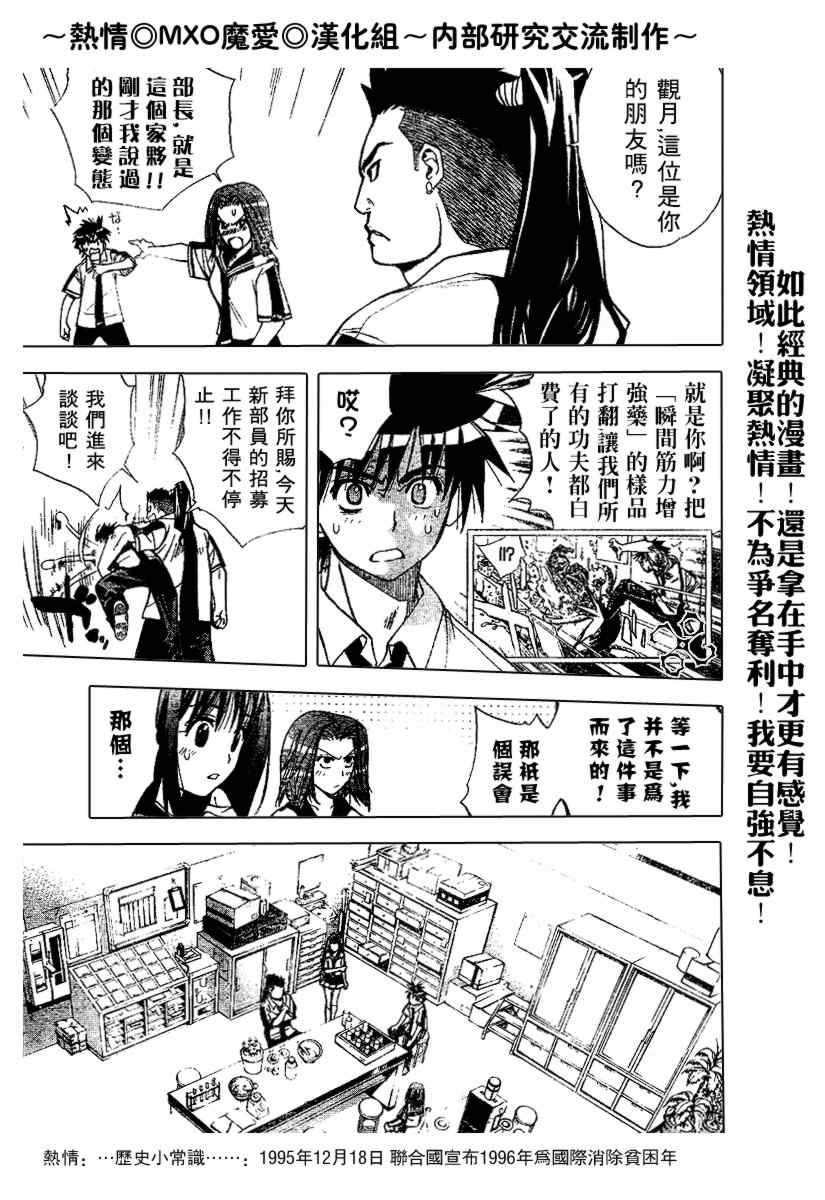 ～熱情◎MXO魔愛◎漢化組～内部研究交流制作～
觀月,這位是你
的朋友嗎？
部長,就是
這個家夥!!
剛才我說過
的那個變態
な…
就是你啊？把
「瞬間筋力增
強藥」的樣品
打翻讓我們所
有的功夫都白
費了的人！
!!?
哎？
拜你所賜,今天
新部員的招募
工作不得不停
止!!
我們進來
談談吧！
等一下,我
并不是爲
了這件事
而來的！
那祇是
個誤會
那個…
如此經典的漫畫！還是拿在手中才更有感覺！
熱情領域！凝聚熱情！不為爭名奪利！我要自強不息！
熱情：…歷史小常識……：1995年12月18日 聯合國宣布1996年爲國際消除貧困年